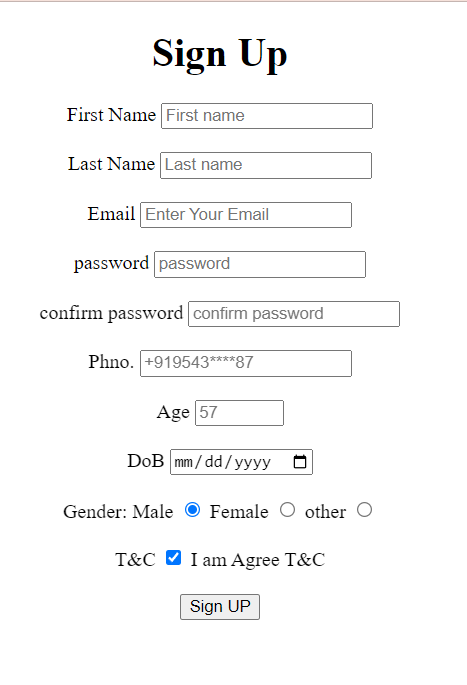 Sign Up
First Name First name
Last Name Last name
Email Enter Your Email
password password
confirm password confirm password
Phno. +919543****87
Age 57
DoB mm/dd/yyyy
Gender: Male Female other
T&C I am Agree T&C
Sign UP